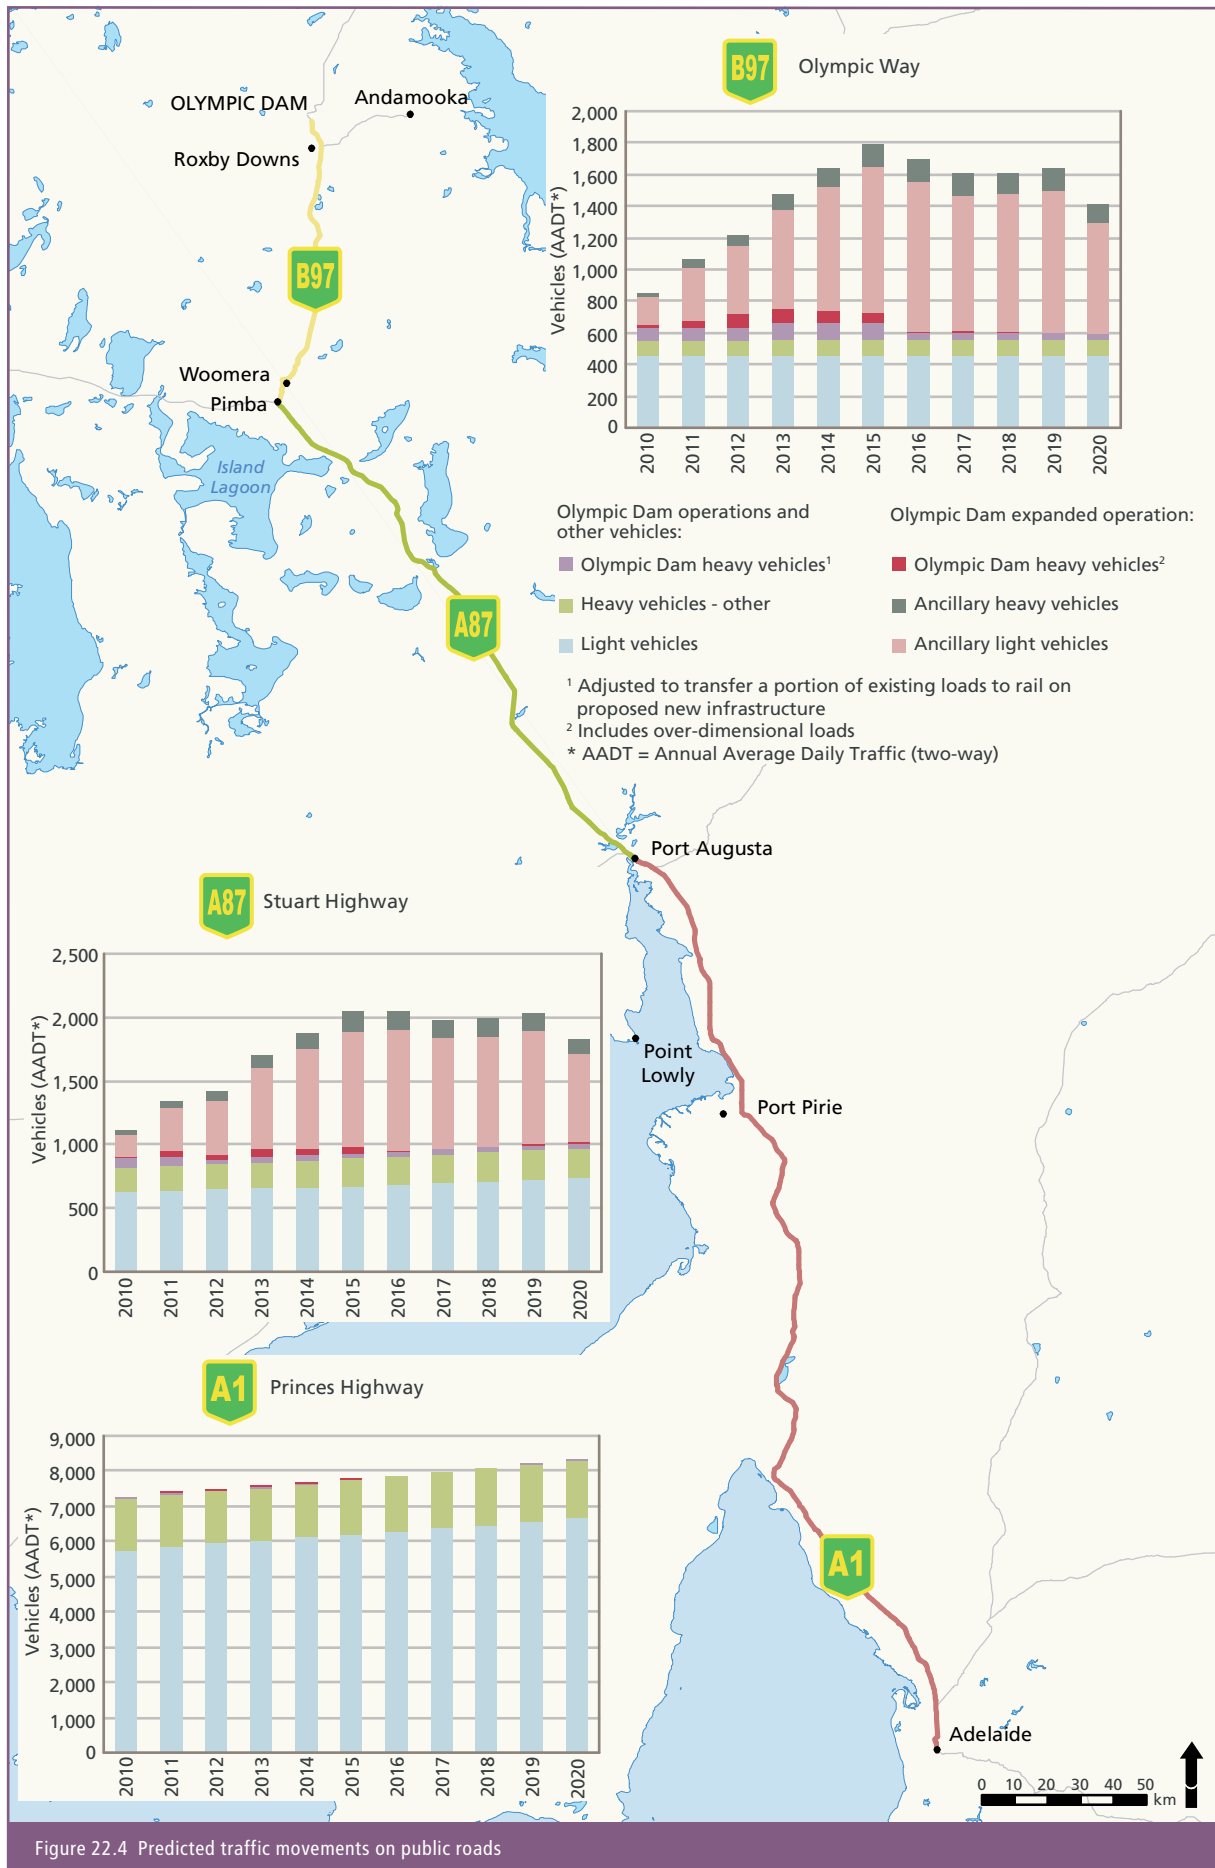 B97
Olympic Way
OLYMPIC DAM
Andamooka
Roxby Downs
B97
Woomera
Pimba
Island
Lagoon
Vehicles (AADT*)
2,000
1,800
1,600
1,400
1,200
1,000
800
600
400
200
0
2010
2011
2012
2013
2014
2015
2016
2017
2018
2019
2020
Olympic Dam operations and
other vehicles:
Olympic Dam heavy vehicles¹
Heavy vehicles - other
Light vehicles
Olympic Dam expanded operation:
Olympic Dam heavy vehicles²
Ancillary heavy vehicles
Ancillary light vehicles
¹ Adjusted to transfer a portion of existing loads to rail on
proposed new infrastructure
² Includes over-dimensional loads
* AADT = Annual Average Daily Traffic (two-way)
A87
Port Augusta
A87
Stuart Highway
Vehicles (AADT*)
2,500
2,000
1,500
1,000
500
0
2010
2011
2012
2013
2014
2015
2016
2017
2018
2019
2020
Point
Lowly
Port Pirie
A1
Princes Highway
Vehicles (AADT*)
9,000
8,000
7,000
6,000
5,000
4,000
3,000
2,000
1,000
0
2010
2011
2012
2013
2014
2015
2016
2017
2018
2019
2020
A1
Adelaide
0 10 20 30 40 50
km
Figure 22.4 Predicted traffic movements on public roads